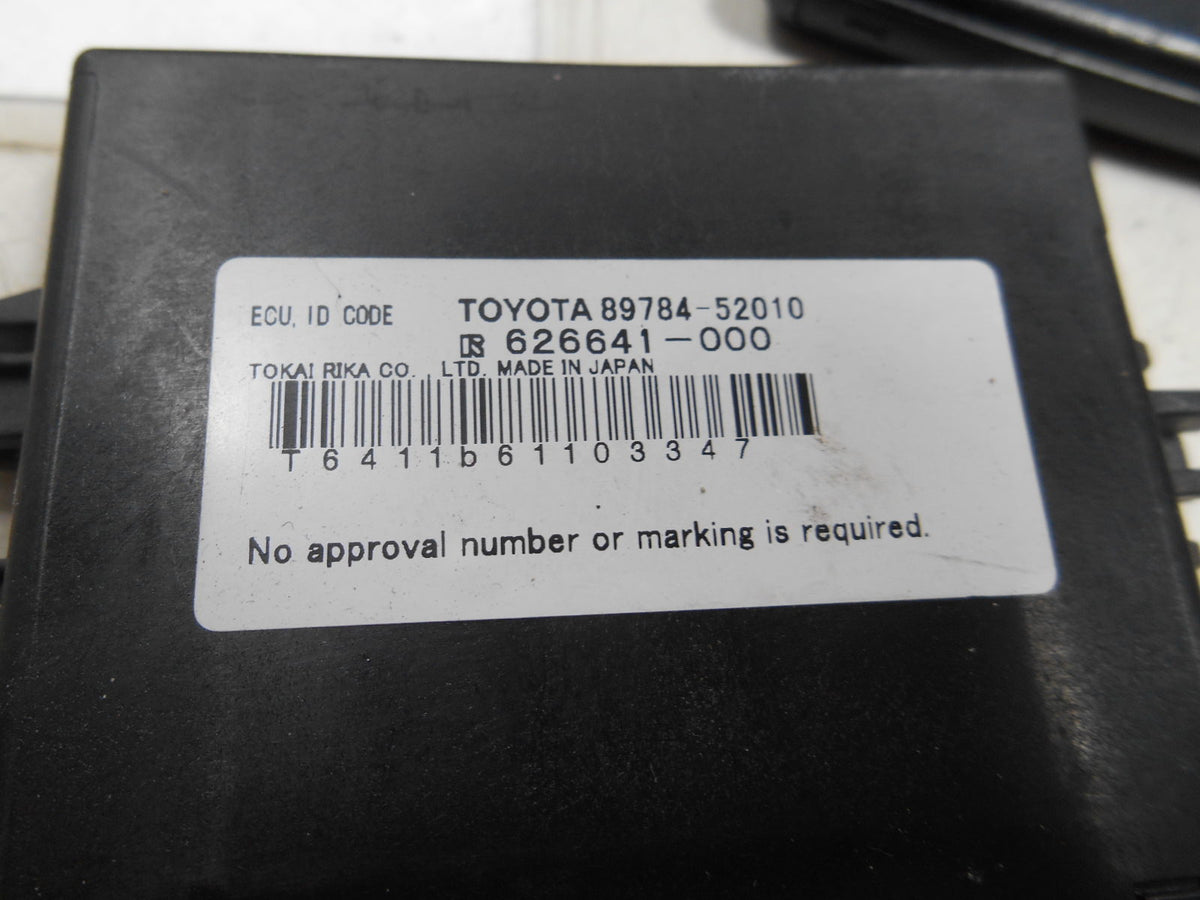 ECU, ID CODE TOYOTA 89784-52010
626641-000
TOKAI RIKA CO., LTD. MADE IN JAPAN
T6411b61103347
No approval number or marking is required.